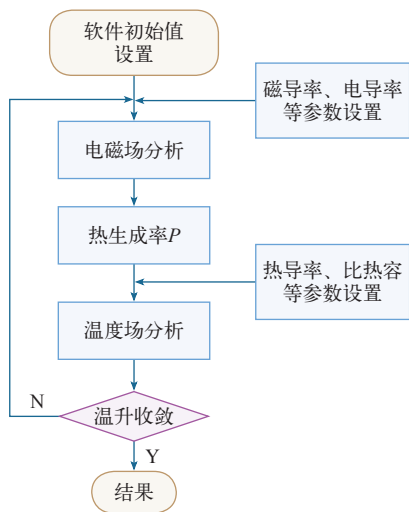 软件初始值
设置
磁导率、电导率
等参数设置
电磁场分析
热生成率P
热导率、比热容
等参数设置
温度场分析
N
温升收敛
Y
结果